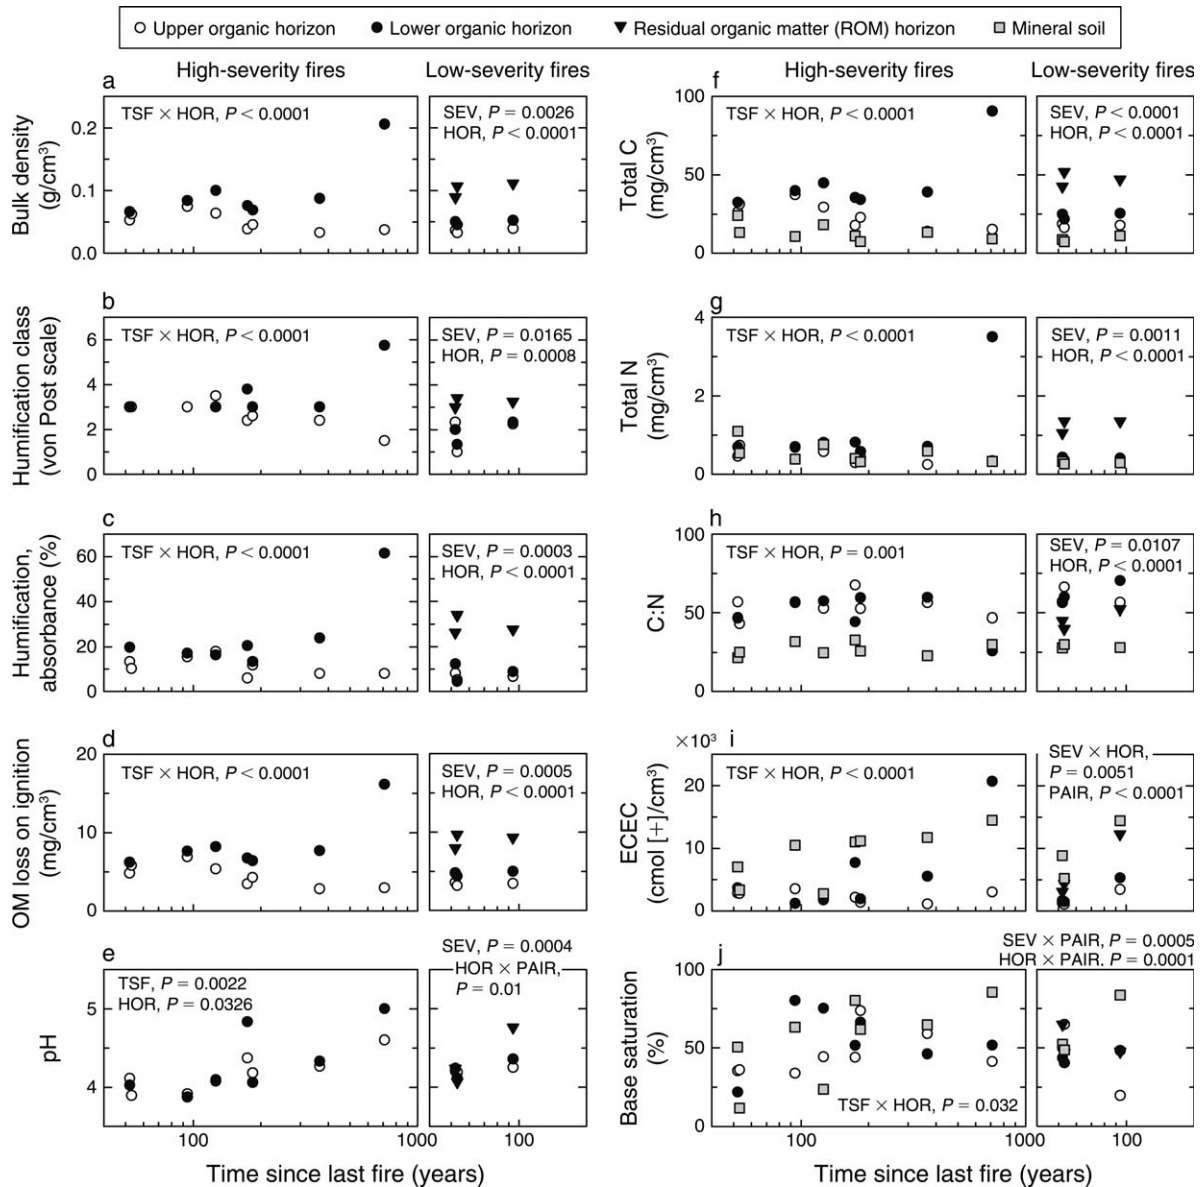 Upper organic horizon Lower organic horizon Residual organic matter (ROM) horizon Mineral soil
High-severity fires Low-severity fires High-severity fires Low-severity fires
a
TSF × HOR, P < 0.0001
SEV, P = 0.0026
HOR, P < 0.0001
0.2
0.1
0.0
Bulk density
(g/cm³)
b
TSF × HOR, P < 0.0001
SEV, P = 0.0165
HOR, P = 0.0008
6
4
2
0
Humification class
(von Post scale)
c
TSF × HOR, P < 0.0001
SEV, P = 0.0003
HOR, P < 0.0001
60
40
20
0
Humification,
absorbance (%)
d
TSF × HOR, P < 0.0001
SEV, P = 0.0005
HOR, P < 0.0001
20
10
5
0
OM loss on ignition
(mg/cm³)
e
TSF, P = 0.0022
HOR, P = 0.0326
SEV, P = 0.0004
HOR × PAIR,
P = 0.01
5
4
pH
100 1000 100
Time since last fire (years)
f
TSF × HOR, P < 0.0001
SEV, P < 0.0001
HOR, P < 0.0001
100
50
0
Total C
(mg/cm³)
g
TSF × HOR, P < 0.0001
SEV, P = 0.0011
HOR, P < 0.0001
4
2
0
Total N
(mg/cm³)
h
TSF × HOR, P = 0.001
SEV, P = 0.0107
HOR, P < 0.0001
100
50
0
C:N
×10³ i
TSF × HOR, P < 0.0001
SEV × HOR,
P = 0.0051
PAIR, P < 0.0001
20
10
0
ECEC
(cmol [+]/cm³)
j
SEV × PAIR, P = 0.0005
HOR × PAIR, P = 0.0001
TSF × HOR, P = 0.032
100
50
0
Base saturation
(%)
100 1000 100
Time since last fire (years)